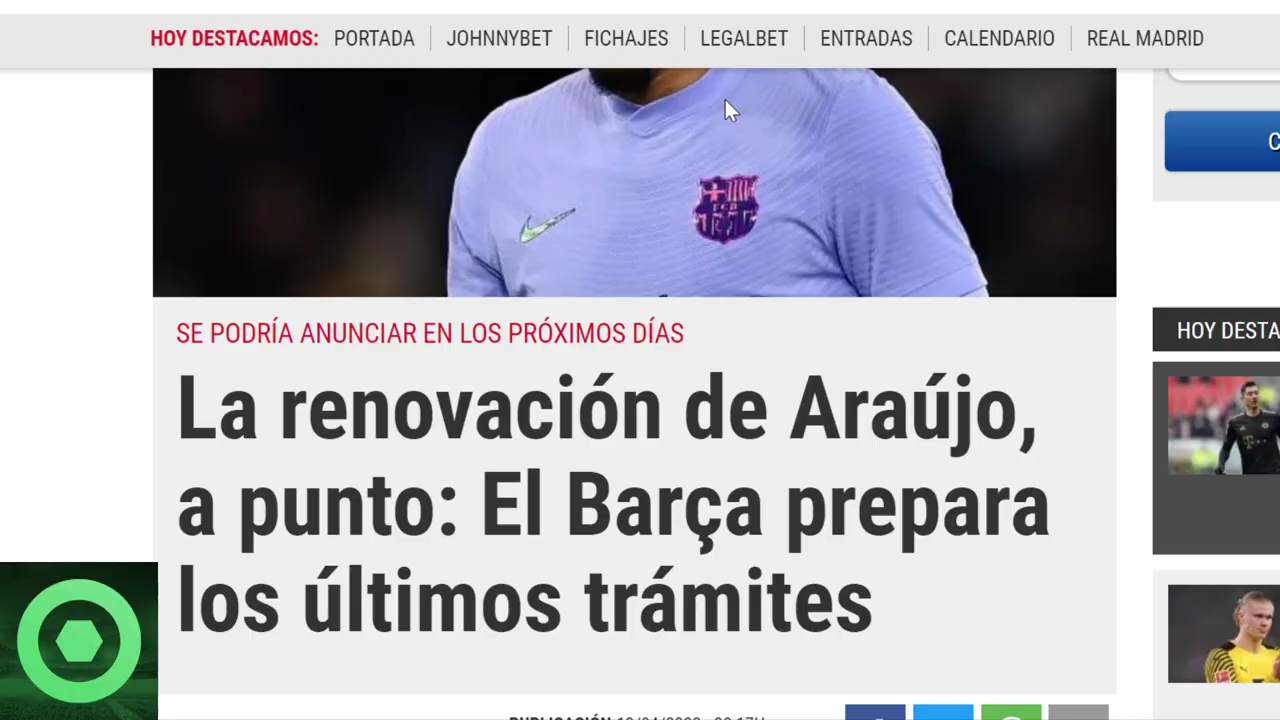 HOY DESTACAMOS: PORTADA JOHNNYBET FICHAJES LEGALBET ENTRADAS CALENDARIO REAL MADRID
FCB
C
SE PODRÍA ANUNCIAR EN LOS PRÓXIMOS DÍAS
HOY DESTA
La renovación de Araújo,
a punto: El Barça prepara
los últimos trámites